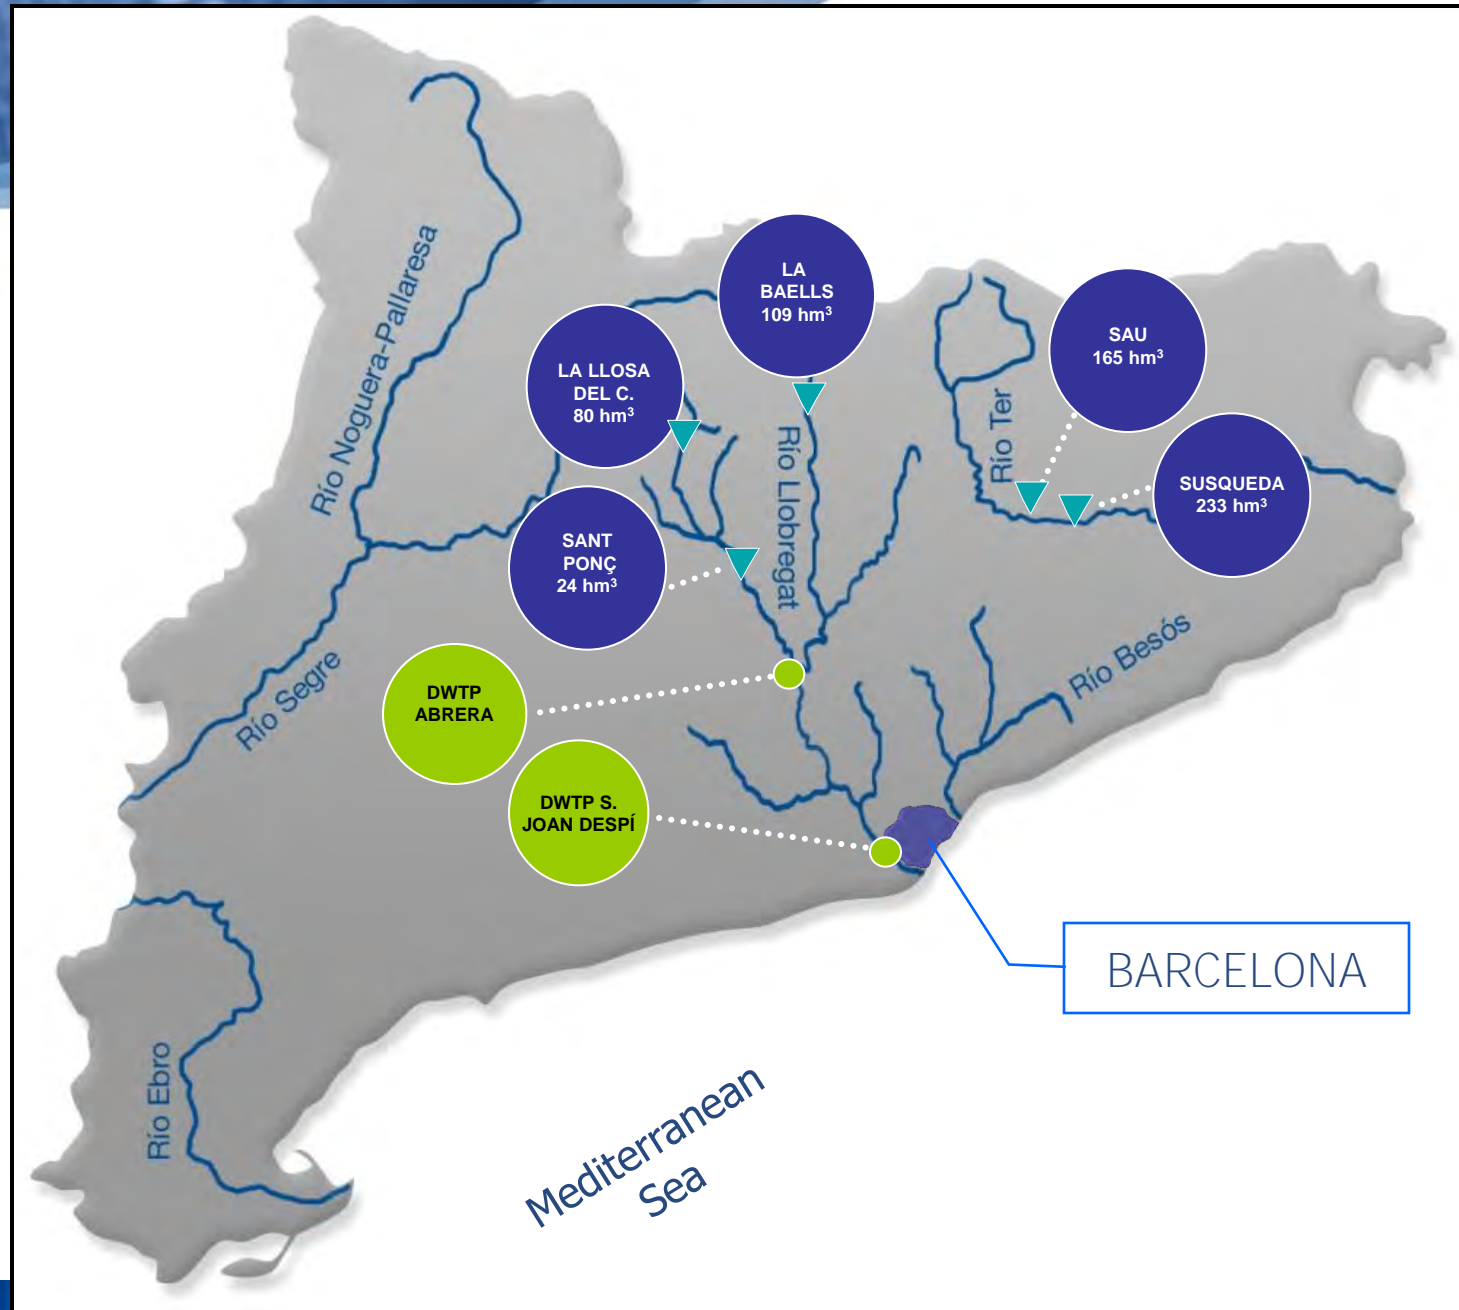 LA
BAELLS
109 hm³
SAU
165 hm³
LA LLOSA
DEL C.
80 hm³
Río Noguera-Pallaresa
Río Ter
Río Llobregat
SUSQUEDA
233 hm³
SANT
PONÇ
24 hm³
Río Segre
Río Besós
DWTP
ABRERA
DWTP S.
JOAN DESPÍ
BARCELONA
Río Ebro
Mediterranean
Sea